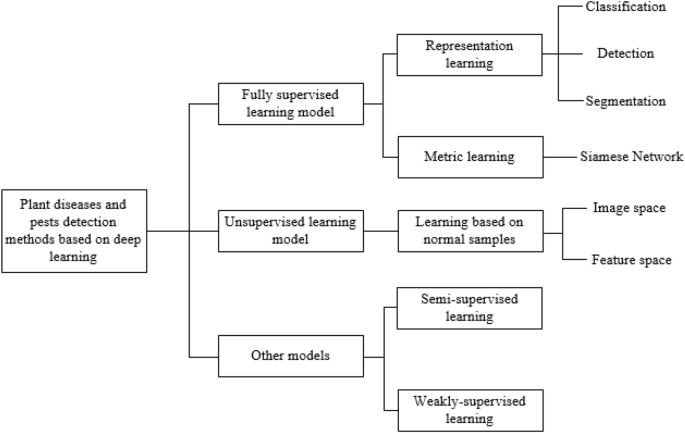 Plant diseases and
pests detection
methods based on deep
learning
Fully supervised
learning model
Representation
learning
Classification
Detection
Segmentation
Metric learning
Siamese Network
Unsupervised learning
model
Learning based on
normal samples
Image space
Feature space
Other models
Semi-supervised
learning
Weakly-supervised
learning